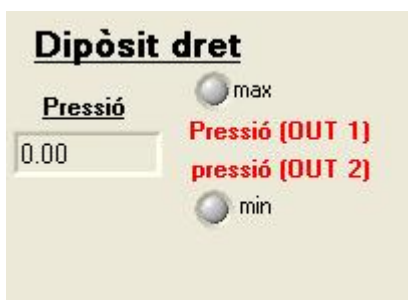 Dipòsit dret
max
Pressió
Pressió (OUT 1)
0.00
pressió (OUT 2)
min